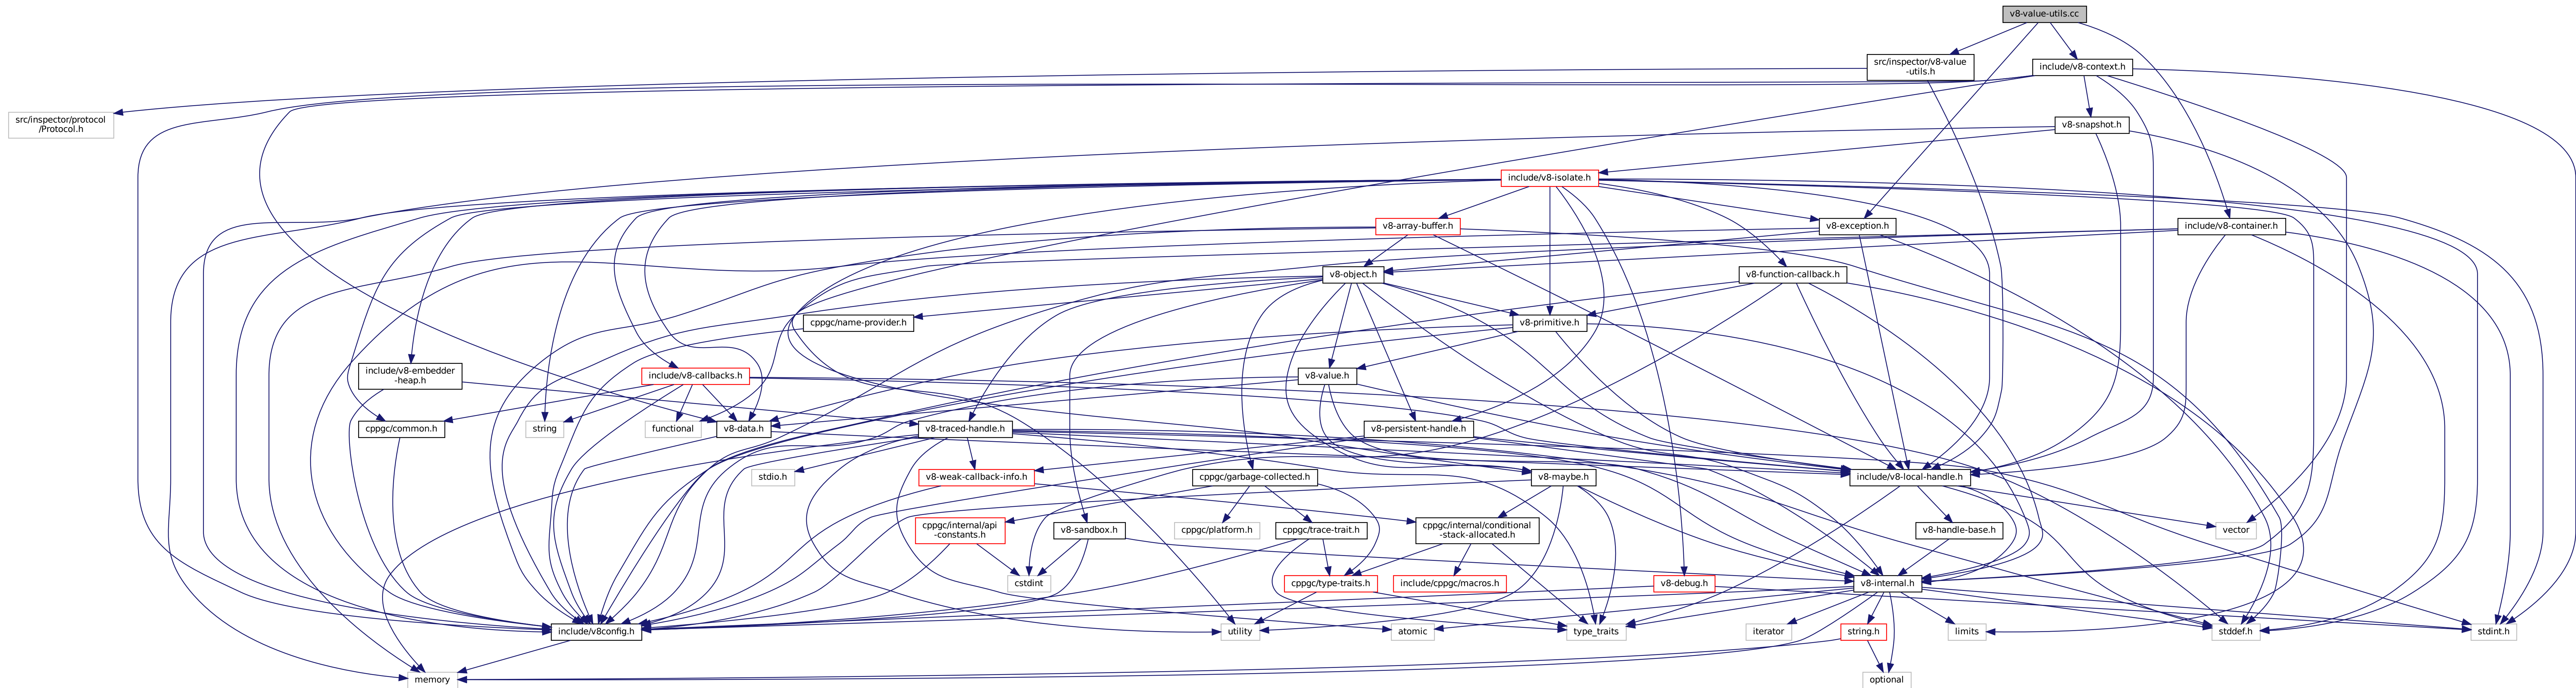 v8-value-utils.cc
src/inspector/v8-value
-utils.h
include/v8-context.h
src/inspector/protocol
/Protocol.h
v8-snapshot.h
include/v8-isolate.h
v8-array-buffer.h
v8-exception.h
include/v8-container.h
v8-object.h
v8-function-callback.h
cppgc/name-provider.h
v8-primitive.h
include/v8-embedder
-heap.h
include/v8-callbacks.h
v8-value.h
cppgc/common.h
string
functional
v8-data.h
v8-traced-handle.h
v8-persistent-handle.h
stdio.h
v8-weak-callback-info.h
cppgc/garbage-collected.h
v8-maybe.h
include/v8-local-handle.h
cppgc/internal/api
-constants.h
cppgc/platform.h
v8-sandbox.h
cppgc/trace-trait.h
cppgc/internal/conditional
-stack-allocated.h
v8-handle-base.h
vector
cstdint
cppgc/type-traits.h
include/cppgc/macros.h
v8-debug.h
v8-internal.h
include/v8config.h
utility
atomic
type_traits
iterator
string.h
limits
stddef.h
stdint.h
memory
optional